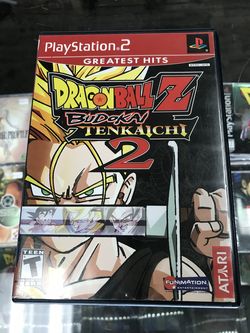 PlayStation 2
GREATEST HITS
DRAGON BALL Z
BUDOKAI
TENKAICHI
2
TEEN
T
FUNIMATION
ATARI